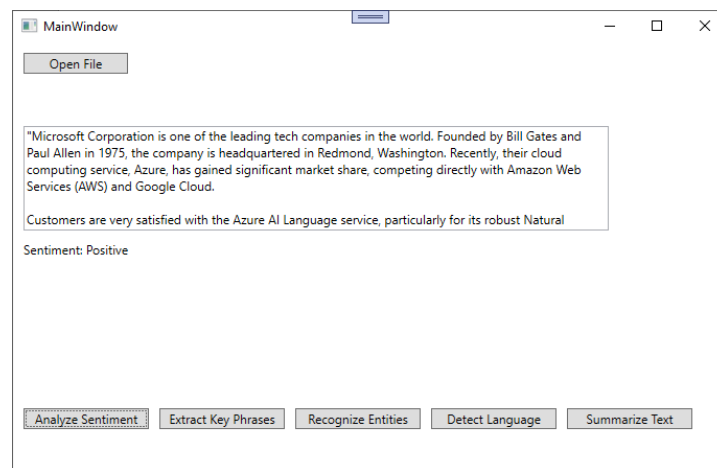 MainWindow
Open File
"Microsoft Corporation is one of the leading tech companies in the world. Founded by Bill Gates and
Paul Allen in 1975, the company is headquartered in Redmond, Washington. Recently, their cloud
computing service, Azure, has gained significant market share, competing directly with Amazon Web
Services (AWS) and Google Cloud.
Customers are very satisfied with the Azure AI Language service, particularly for its robust Natural
Sentiment: Positive
Analyze Sentiment Extract Key Phrases Recognize Entities Detect Language Summarize Text